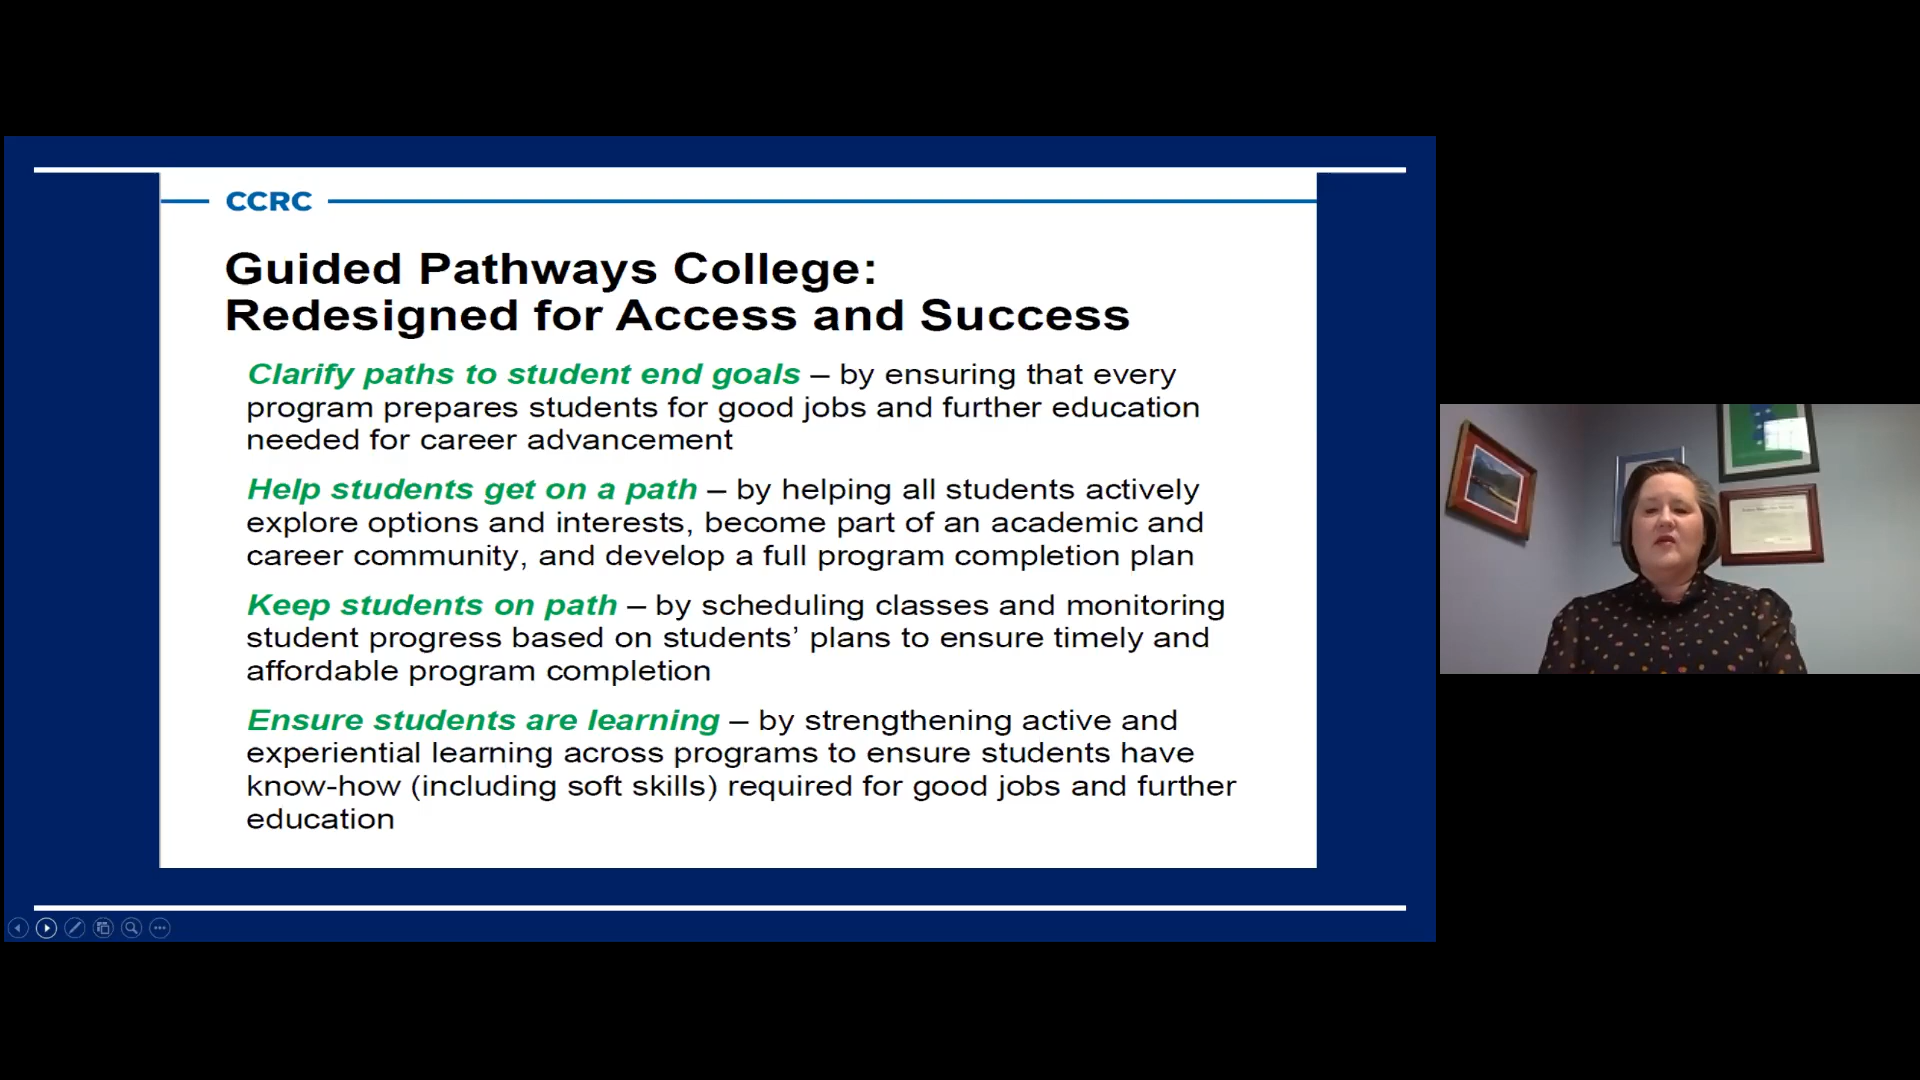 CCRC
Guided Pathways College:
Redesigned for Access and Success
Clarify paths to student end goals – by ensuring that every
program prepares students for good jobs and further education
needed for career advancement
Help students get on a path – by helping all students actively
explore options and interests, become part of an academic and
career community, and develop a full program completion plan
Keep students on path – by scheduling classes and monitoring
student progress based on students’ plans to ensure timely and
affordable program completion
Ensure students are learning – by strengthening active and
experiential learning across programs to ensure students have
know-how (including soft skills) required for good jobs and further
education